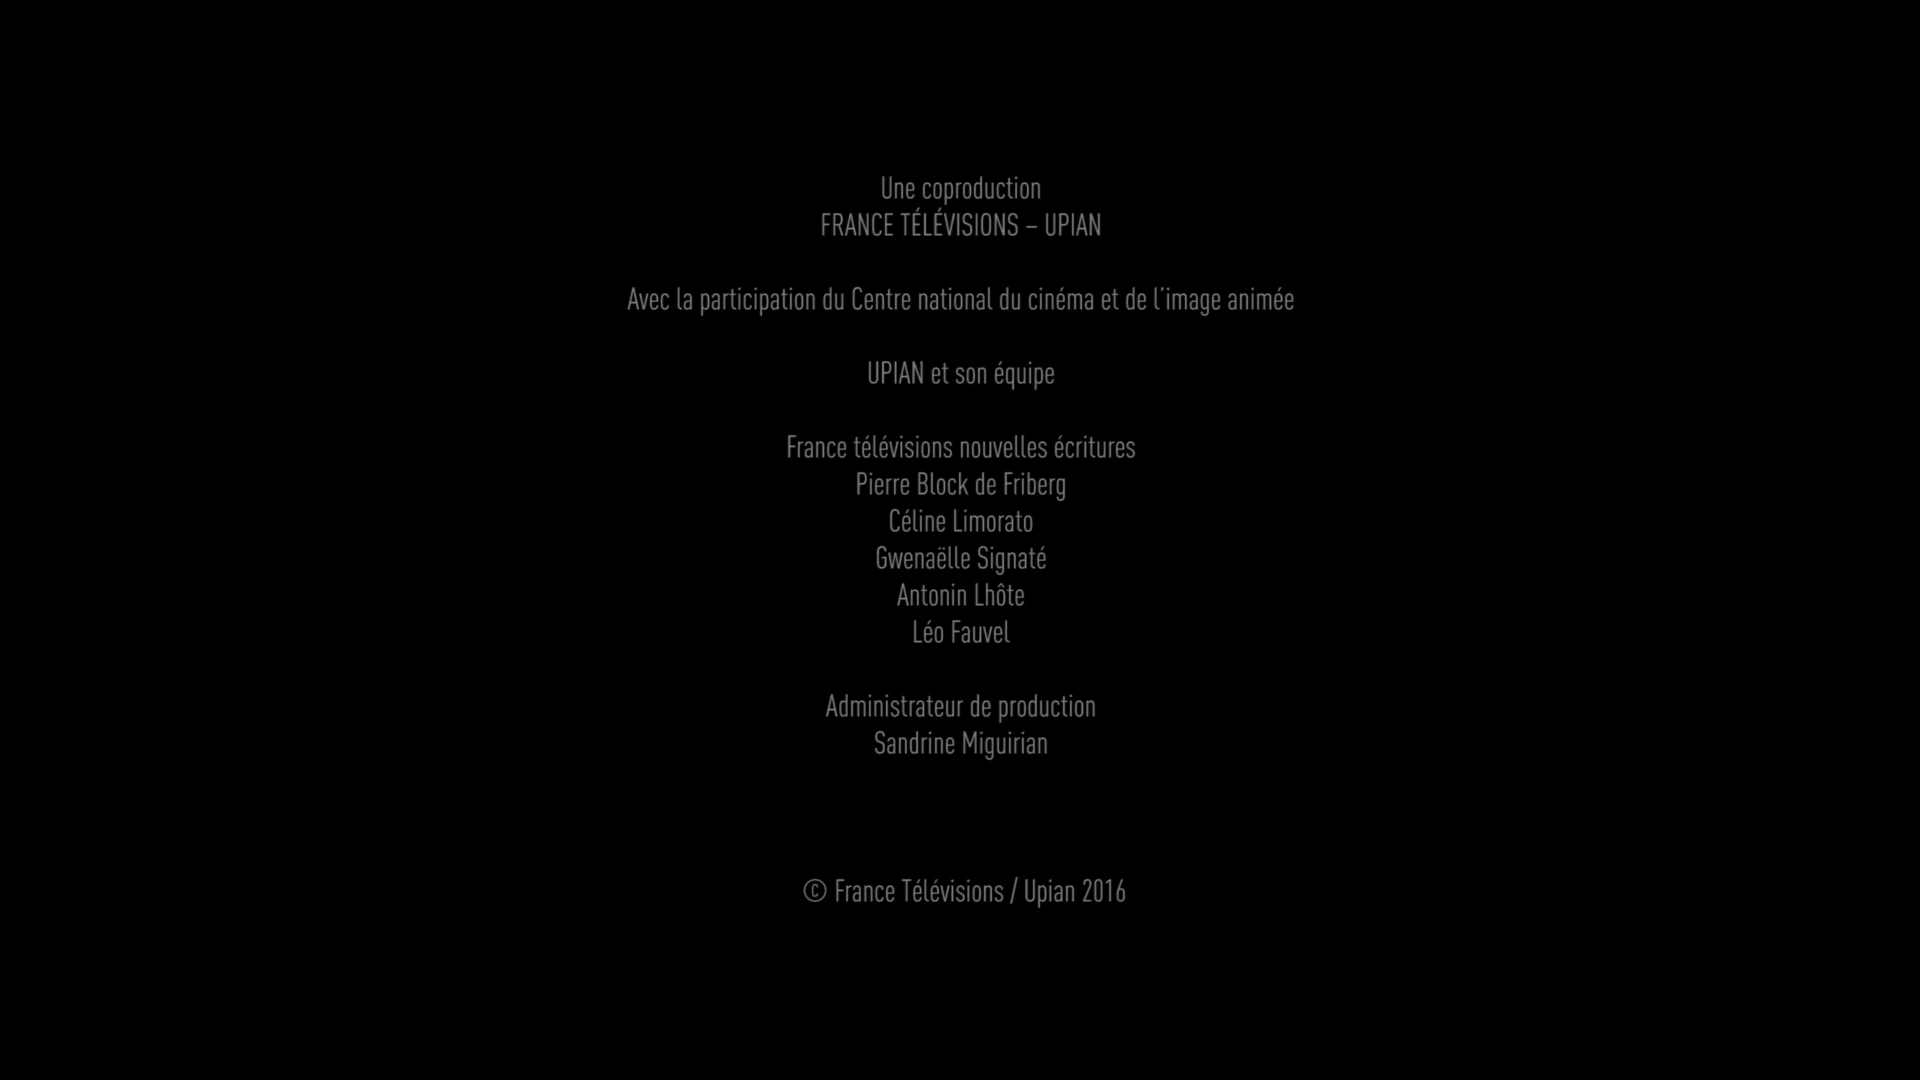 Une coproduction
FRANCE TÉLÉVISIONS – UPIAN
Avec la participation du Centre national du cinéma et de l'image animée
UPIAN et son équipe
France télévisions nouvelles écritures
Pierre Block de Friberg
Céline Limorato
Gwenaëlle Signaté
Antonin Lhôte
Léo Fauvel
Administrateur de production
Sandrine Miguirian
© France Télévisions / Upian 2016